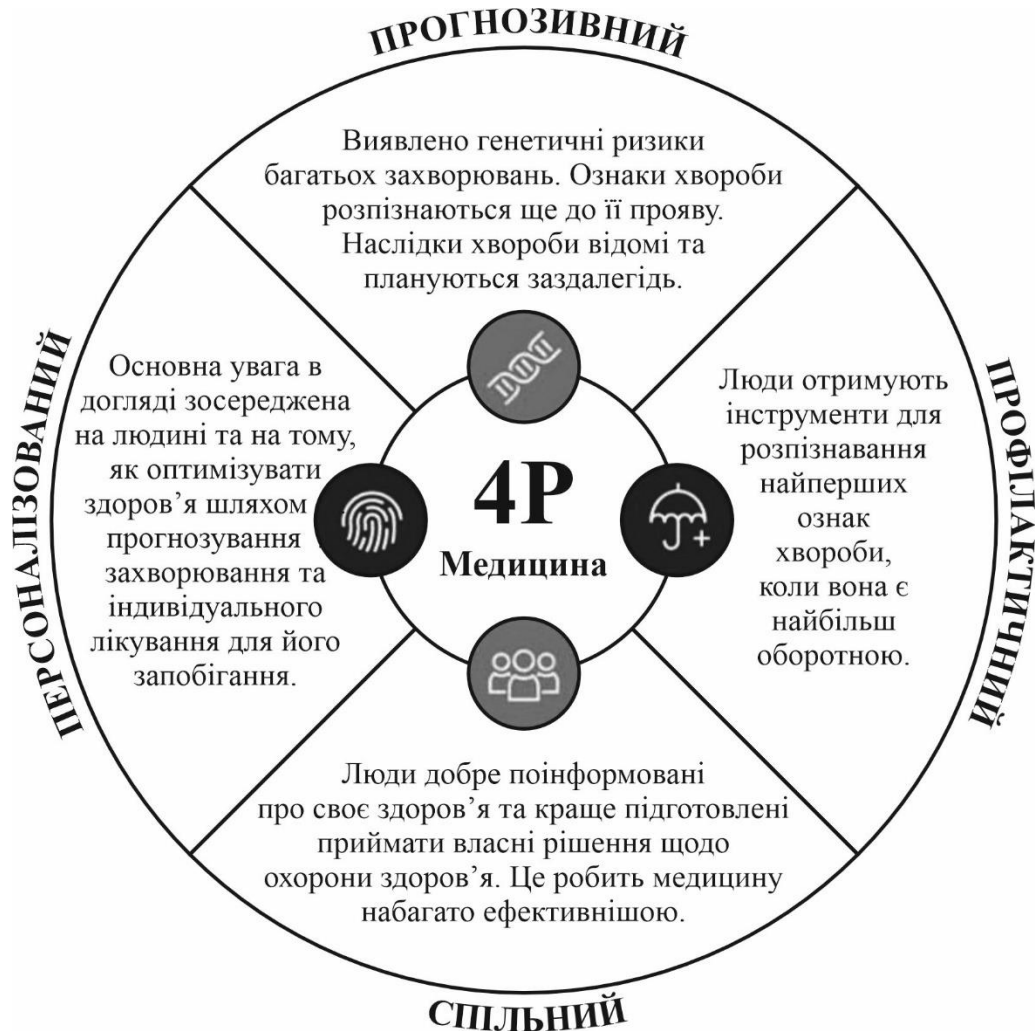 ПРОГНОЗИВНИЙ
Виявлено генетичні ризики
багатьох захворювань. Ознаки хвороби
розпізнаються ще до її прояву.
Наслідки хвороби відомі та
плануються заздалегідь.
ПЕРСОНАЛІЗОВАНИЙ
Основна увага в
догляді зосереджена
на людині та на тому,
як оптимізувати
здоров’я шляхом
прогнозування
захворювання та
індивідуального
лікування для його
запобігання.
4P
Медицина
Люди отримують
інструменти для
розпізнавання
найперших
ознак
хвороби,
коли вона є
найбільш
оборотною.
ПРОФІЛАКТИЧНИЙ
Люди добре поінформовані
про своє здоров’я та краще підготовлені
приймати власні рішення щодо
охорони здоров’я. Це робить медицину
набагато ефективнішою.
СПІЛЬНИЙ